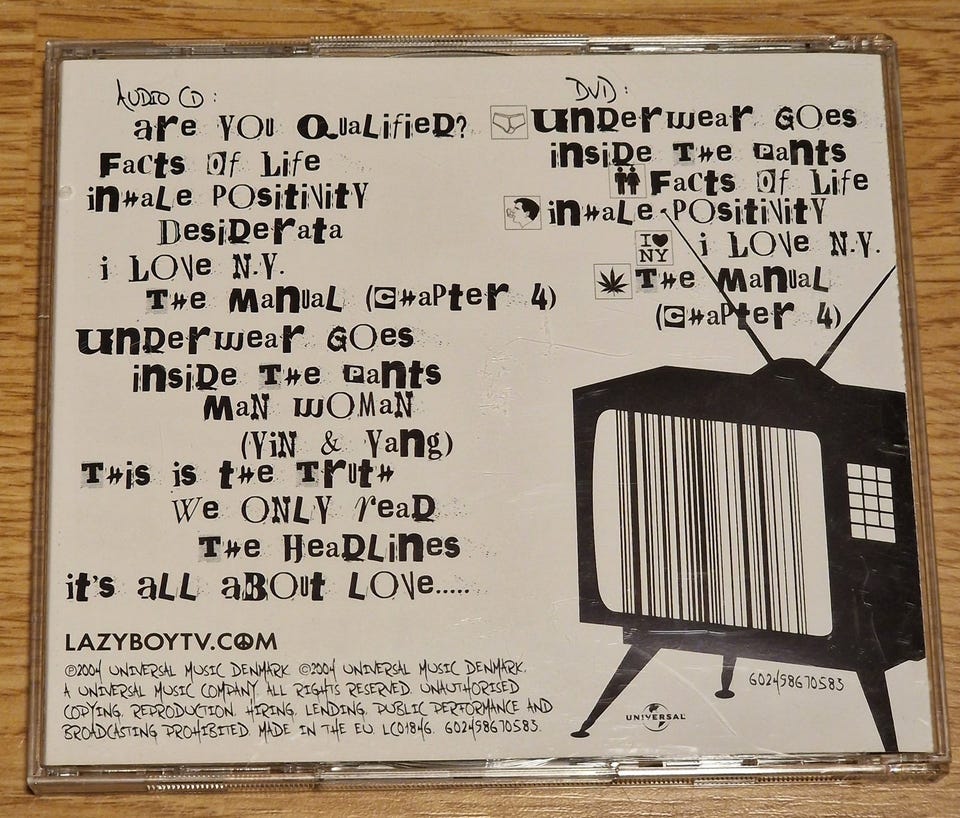 AUDIO CD:
are YOU QUaLiFieD?
Facts Of Life
inHaLe POSitiVitY
DesiDerata
i LOVe N.Y.
THe MaNUaL (CHaPter 4)
UNDerwear GOes
iNSiDe THe PaNtS
MaN WOMaN
(YiN & Yang)
THis is tHe TrUtH
We ONLY reaD
THe HeaDLiNes
it's aLL aBOUt LOVe.....
LAZYBOYTV.COM
℗2004 UNIVERSAL MUSIC DENMARK. ©2004 UNIVERSAL MUSIC DENMARK.
A UNIVERSAL MUSIC COMPANY. ALL RIGHTS RESERVED. UNAUTHORISED
COPYING, REPRODUCTION, HIRING, LENDING, PUBLIC PERFORMANCE AND
BROADCASTING PROHIBITED. MADE IN THE EU. LC01846. 602498670583.
DVD:
UNDerwear GOes
iNSiDe THe PaNtS
Facts Of Life
inHaLe POSitiVitY
I♥
NY
i LOVe N.Y.
THe MaNUaL
(CHaPter 4)
602498670583
UNIVERSAL